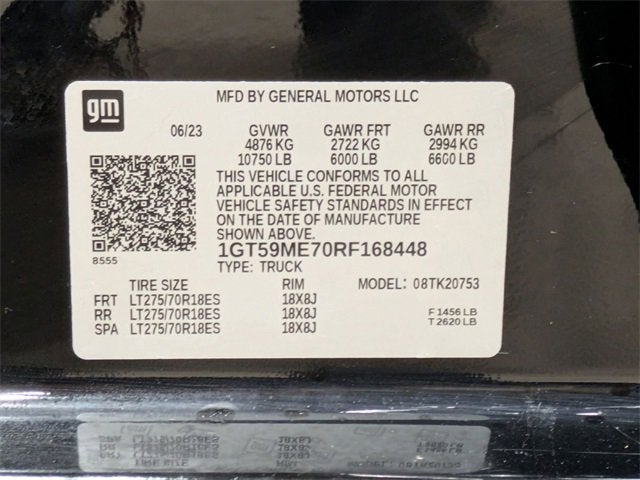 gm
MFD BY GENERAL MOTORS LLC
06/23 GVWR GAWR FRT GAWR RR
4876 KG 2722 KG 2994 KG
10750 LB 6000 LB 6600 LB
THIS VEHICLE CONFORMS TO ALL
APPLICABLE U.S. FEDERAL MOTOR
VEHICLE SAFETY STANDARDS IN EFFECT
ON THE DATE OF MANUFACTURE
SHOWN ABOVE.
8555
1GT59ME70RF168448
TYPE: TRUCK MODEL: 08TK20753
TIRE SIZE RIM
FRT LT275/70R18ES 18X8J
RR LT275/70R18ES 18X8J
SPA LT275/70R18ES 18X8J
F 1456 LB
T 2620 LB